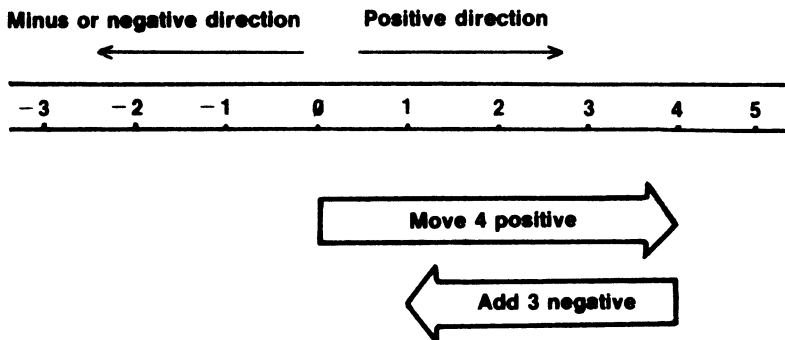 Minus or negative direction Positive direction
−3 −2 −1 0 1 2 3 4 5
Move 4 positive
Add 3 negative